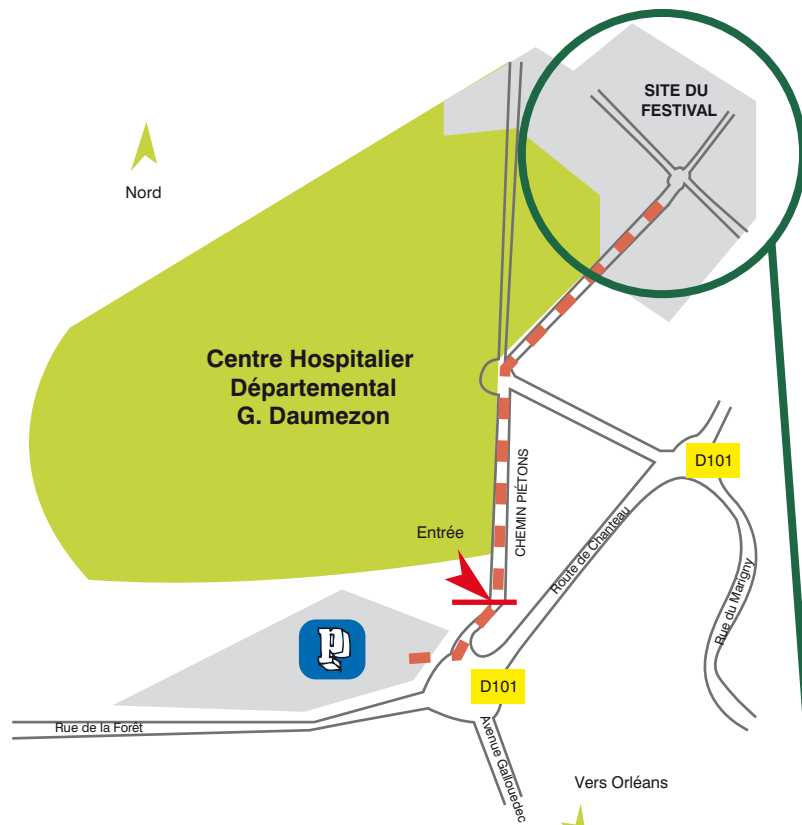 SITE DU
FESTIVAL
Nord
Centre Hospitalier
Départemental
G. Daumezon
D101
CHEMIN PIÉTONS
Entrée
Route de Chanteau
Rue du Marigny
p
D101
Rue de la Forêt
Avenue Gallouedec
Vers Orléans